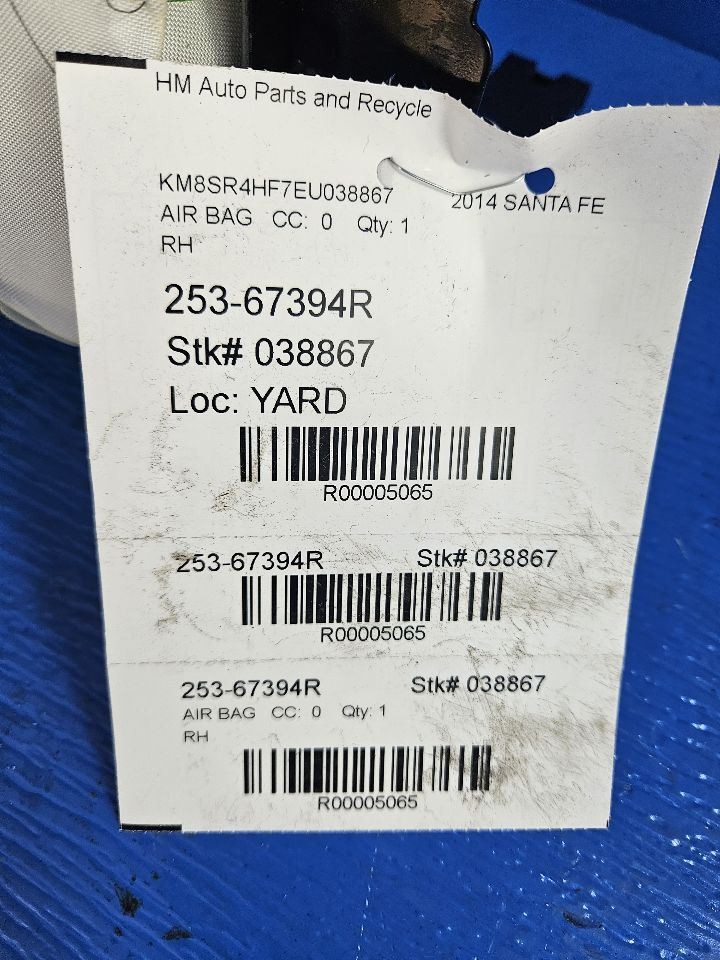 HM Auto Parts and Recycle
KM8SR4HF7EU038867 2014 SANTA FE
AIR BAG CC: 0 Qty: 1
RH
253-67394R
Stk# 038867
Loc: YARD
R00005065
253-67394R Stk# 038867
R00005065
253-67394R Stk# 038867
AIR BAG CC: 0 Qty: 1
RH
R00005065